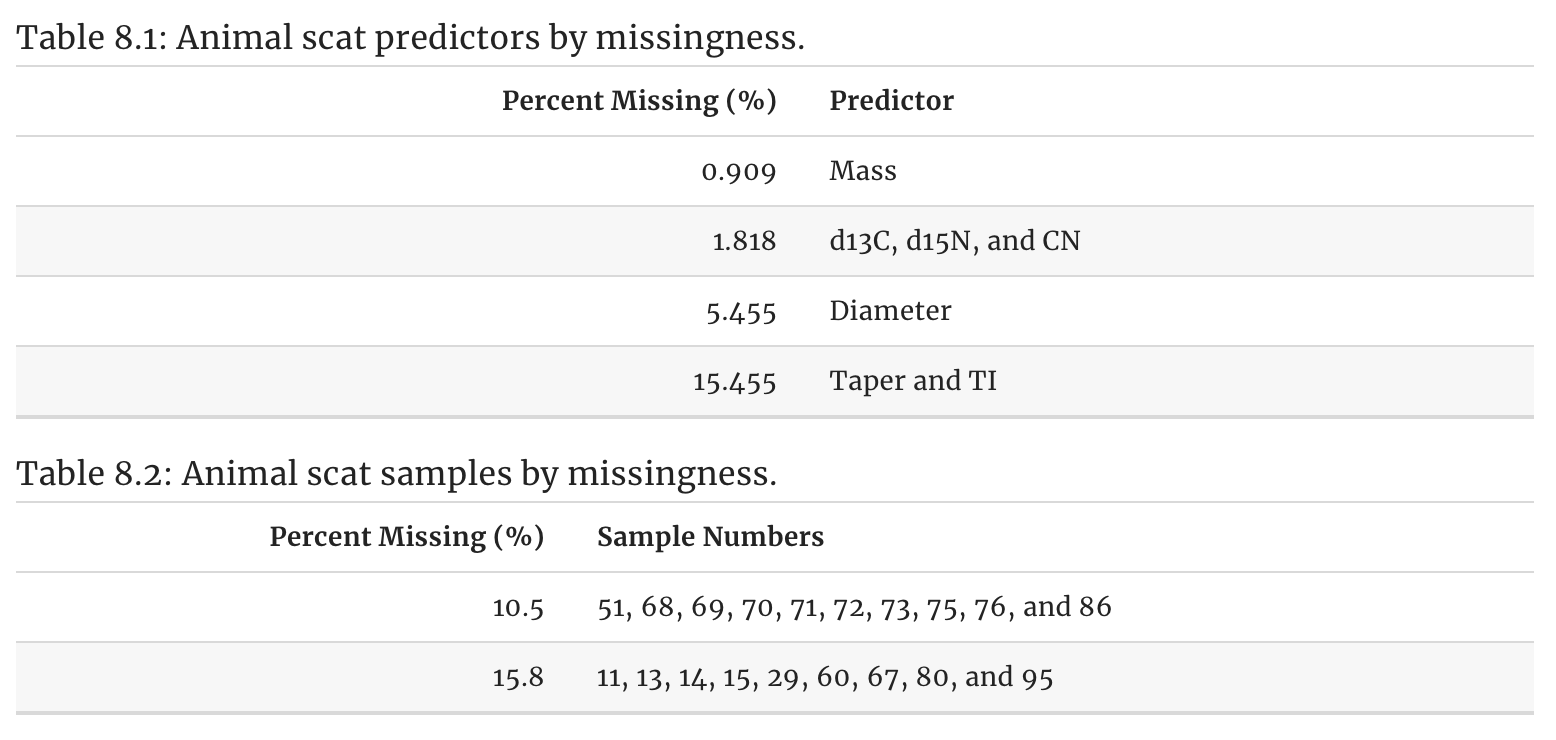 Table 8.1: Animal scat predictors by missingness.
Percent Missing (%) Predictor
0.909 Mass
1.818 d13C, d15N, and CN
5.455 Diameter
15.455 Taper and TI
Table 8.2: Animal scat samples by missingness.
Percent Missing (%) Sample Numbers
10.5 51, 68, 69, 70, 71, 72, 73, 75, 76, and 86
15.8 11, 13, 14, 15, 29, 60, 67, 80, and 95